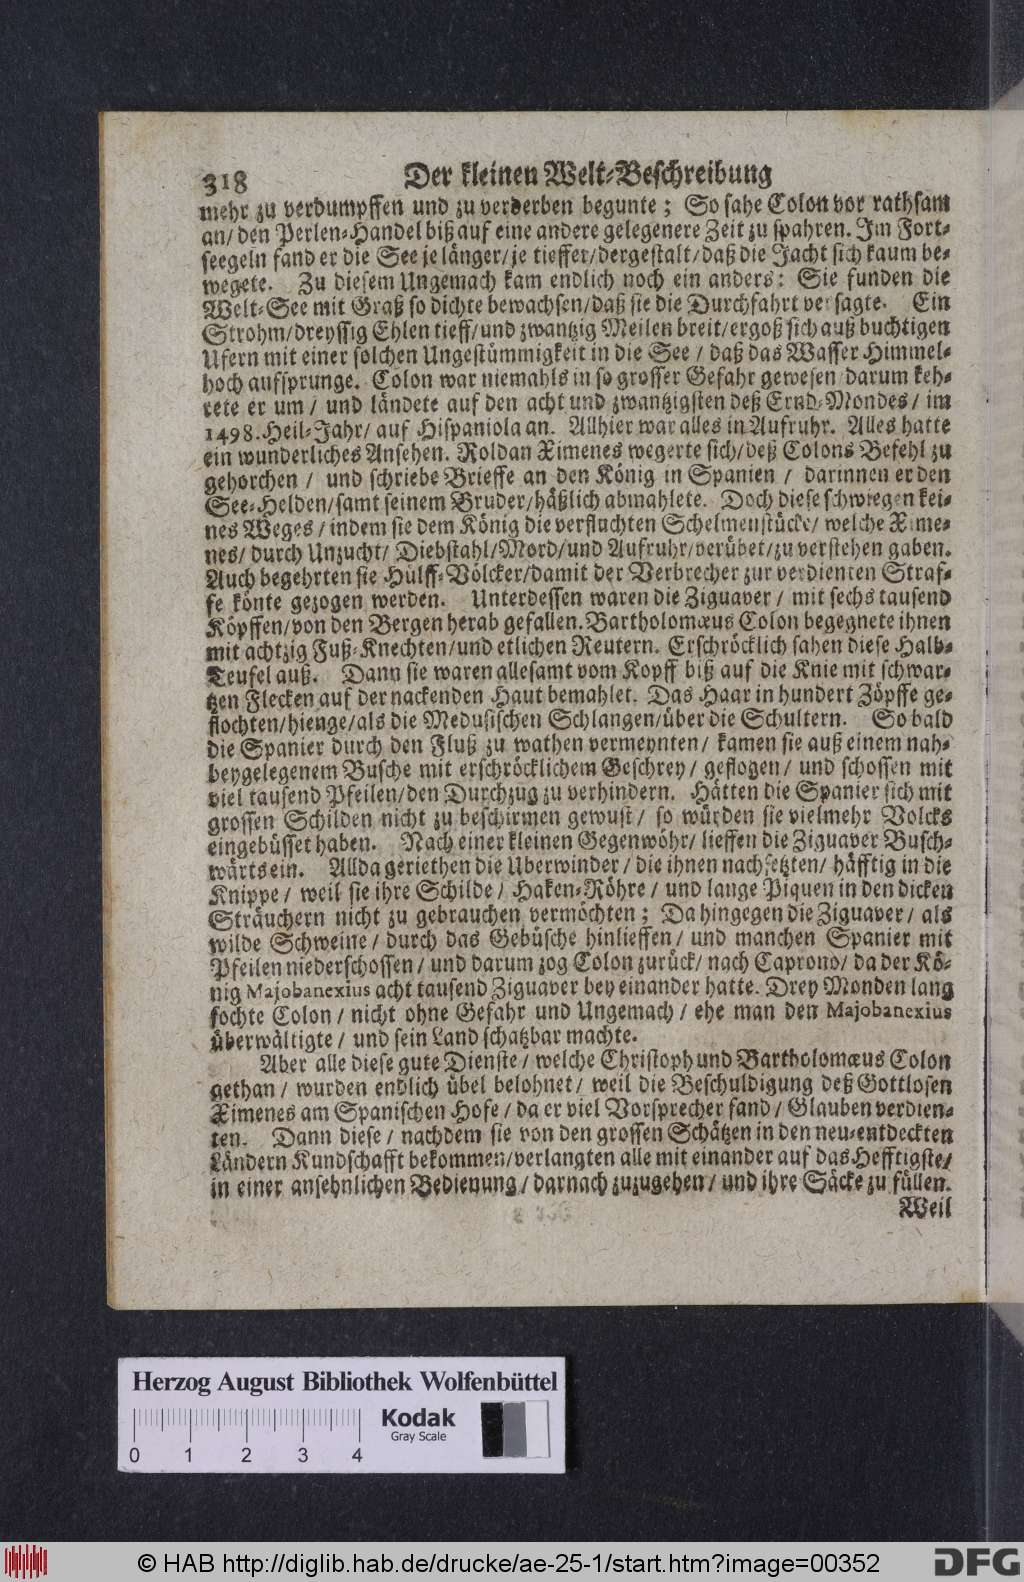 318 Der kleinen Welt-Beschreibung
mehr zu verdumpffen und zu verderben begunte; So sahe Colon vor rathsam
an/ den Perlen-Handel biß auf eine andere gelegenere Zeit zu spahren. Im Fort-
seegeln fand er die See je länger/ je tieffer/ dergestalt/ daß die Jacht sich kaum be-
wegete. Zu diesem Ungemach kam endlich noch ein anders: Sie funden die
Welt-See mit Graß so dichte bewachsen/ daß sie die Durchfahrt versagte. Ein
Strohm/ dreyssig Ehlen tieff/ und zwantzig Meilen breit/ ergoß sich auß buchtigen
Ufern mit einer solchen Ungestümmigkeit in die See/ daß das Wasser Himmel-
hoch aufsprunge. Colon war niemahls in so grosser Gefahr gewesen/ darum keh-
rete er um/ und ländete auf den acht und zwantzigsten deß Ernd-Mondes/ im
1498. Heil-Jahr/ auf Hispaniola an. Allhier war alles in Aufruhr. Alles hatte
ein wunderliches Ansehen. Roldan Ximenes wegerte sich/ deß Colons Befehl zu
gehorchen/ und schriebe Brieffe an den König in Spanien/ darinnen er den
See-Helden/ samt seinem Bruder/ häßlich abmahlete. Doch diese schwiegen kei-
nes Weges/ indem sie dem König die verfluchten Schelmenstücke/ welche Xime-
nes/ durch Unzucht/ Diebstahl/ Mord/ und Aufruhr/ verübet/ zu verstehen gaben.
Auch begehrten sie Hülff-Völcker/ damit der Verbrecher zur verdienten Straf-
fe könte gezogen werden. Unterdessen waren die Ziguaver/ mit sechs tausend
Köpffen/ von den Bergen herab gefallen. Bartholomæus Colon begegnete ihnen
mit achtzig Fuß-Knechten/ und etlichen Reutern. Erschröcklich sahen diese Halb-
Teufel auß. Dann sie waren allesamt vom Kopff biß auf die Knie mit schwar-
tzen Flecken auf der nackenden Haut bemahlet. Das Haar in hundert Zöpffe ge-
flochten/ hienge/ als die Medusischen Schlangen/ über die Schultern. So bald
die Spanier durch den Fluß zu wathen vermeynten/ kamen sie auß einem nah-
beygelegenem Busche mit erschröcklichem Geschrey/ geflogen/ und schossen mit
viel tausend Pfeilen/ den Durchzug zu verhindern. Hätten die Spanier sich mit
grossen Schilden nicht zu beschirmen gewust/ so würden sie vielmehr Volcks
eingebüsset haben. Nach einer kleinen Gegenwöhr/ lieffen die Ziguaver Busch-
wärts ein. Allda geriethen die Uberwinder/ die ihnen nachsetzten/ häfftig in die
Knippe/ weil sie ihre Schilde/ Haken-Röhre/ und lange Piquen in den dicken
Sträuchern nicht zu gebrauchen vermöchten; Da hingegen die Ziguaver/ als
wilde Schweine/ durch das Gebüsche hinlieffen/ und manchen Spanier mit
Pfeilen niederschossen/ und darum zog Colon zurück/ nach Caprono/ da der Kö-
nig Majobanexius acht tausend Ziguaver bey einander hatte. Drey Monden lang
fochte Colon/ nicht ohne Gefahr und Ungemach/ ehe man den Majobanexius
überwältigte/ und sein Land schatzbar machte.
Aber alle diese gute Dienste/ welche Christoph und Bartholomæus Colon
gethan/ wurden endlich übel belohnet/ weil die Beschuldigung deß Gottlosen
Ximenes am Spanischen Hofe/ da er viel Vorsprecher fand/ Glauben verdien-
ten. Dann diese/ nachdem sie von den grossen Schätzen in den neu-entdeckten
Ländern Kundschafft bekommen/ verlangten alle mit einander auf das Hefftigste/
in einer ansehnlichen Bedienung/ darnach zuzugehen/ und ihre Säcke zu füllen.
Weil
Herzog August Bibliothek Wolfenbüttel
Kodak
Gray Scale
0 1 2 3 4
© HAB http://diglib.hab.de/drucke/ae-25-1/start.htm?image=00352
DFG